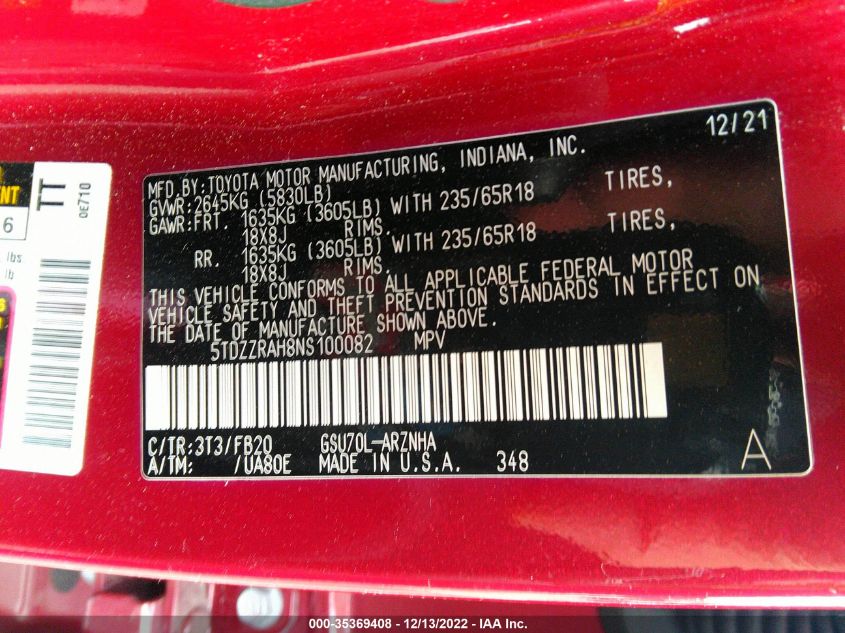 12/21
MFD.BY:TOYOTA MOTOR MANUFACTURING, INDIANA, INC.
GVWR:2645KG (5830LB)
GAWR:FRT. 1635KG (3605LB) WITH 235/65R18 TIRES,
18X8J RIMS.
RR. 1635KG (3605LB) WITH 235/65R18 TIRES,
18X8J RIMS.
THIS VEHICLE CONFORMS TO ALL APPLICABLE FEDERAL MOTOR
VEHICLE SAFETY AND THEFT PREVENTION STANDARDS IN EFFECT ON
THE DATE OF MANUFACTURE SHOWN ABOVE.
5TDZZRAH8NS100082 MPV
C/TR:3T3/FB20 GSU70L-ARZNHA
A/TM: /UA80E MADE IN U.S.A. 348
A
TT
0E710
6
lbs
lb
000-35369408 - 12/13/2022 - IAA Inc.